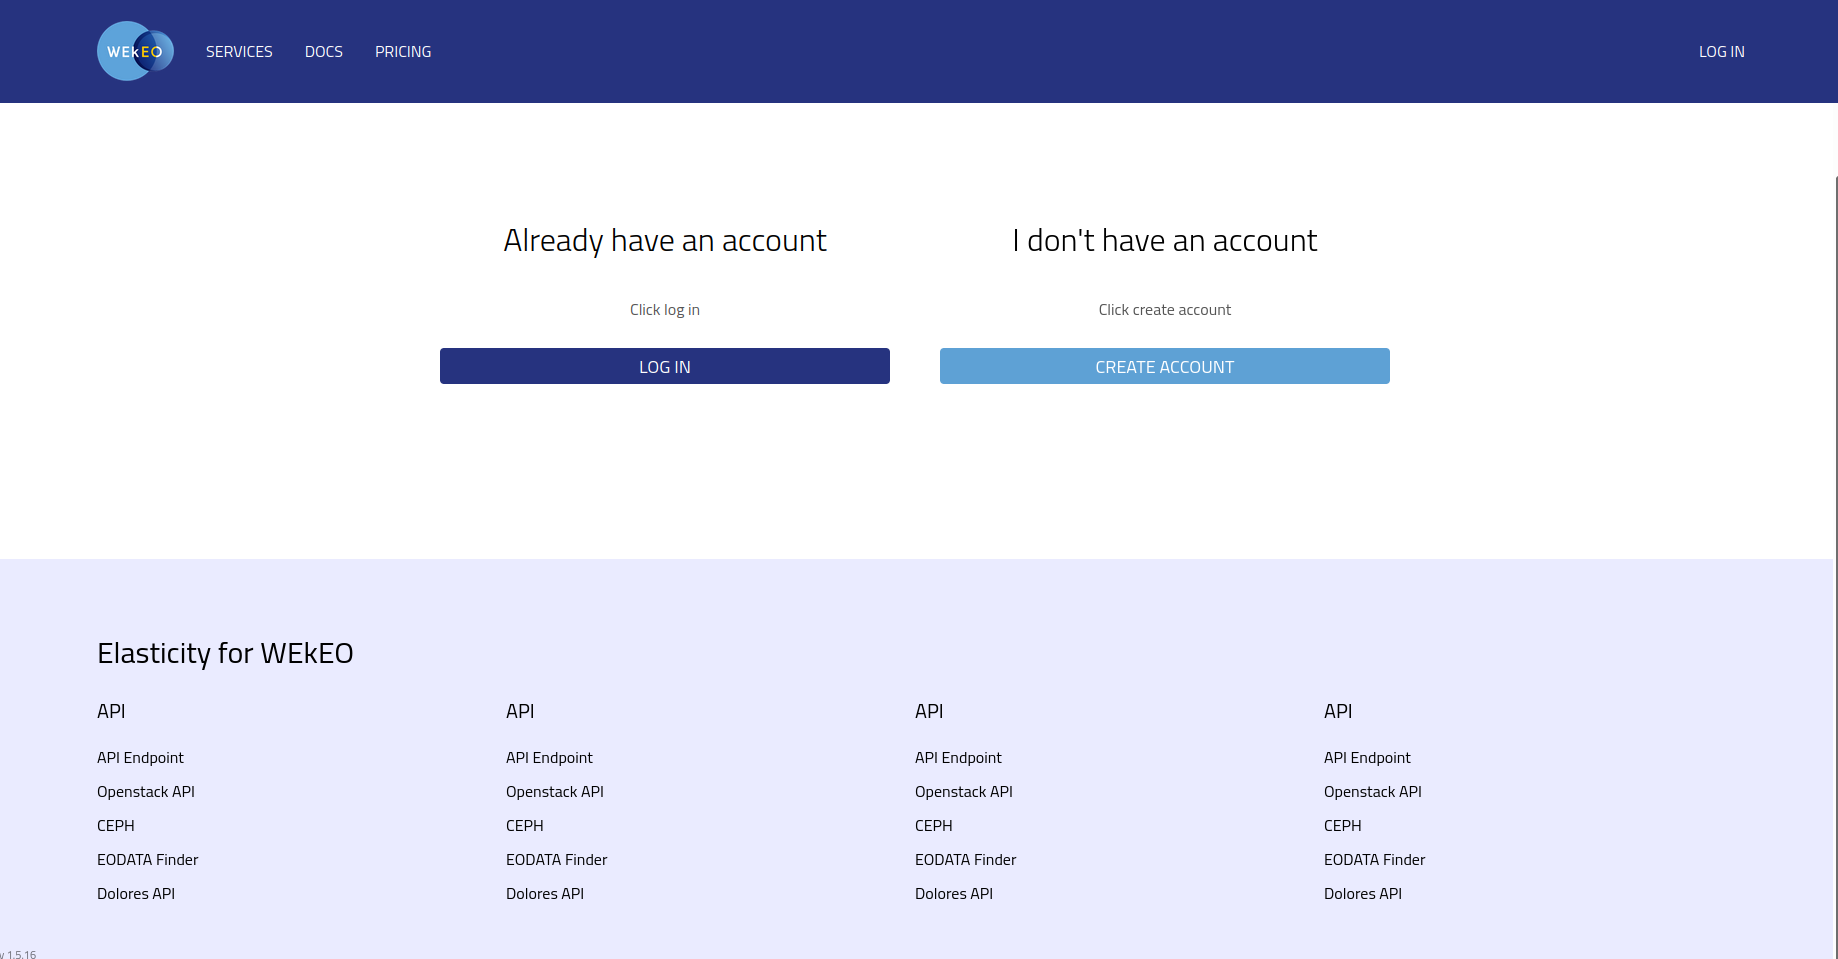 WEkEO
SERVICES
DOCS
PRICING
LOG IN
Already have an account
Click log in
LOG IN
I don't have an account
Click create account
CREATE ACCOUNT
Elasticity for WEkEO
API
API Endpoint
Openstack API
CEPH
EODATA Finder
Dolores API
API
API Endpoint
Openstack API
CEPH
EODATA Finder
Dolores API
API
API Endpoint
Openstack API
CEPH
EODATA Finder
Dolores API
API
API Endpoint
Openstack API
CEPH
EODATA Finder
Dolores API
v 1.5.16